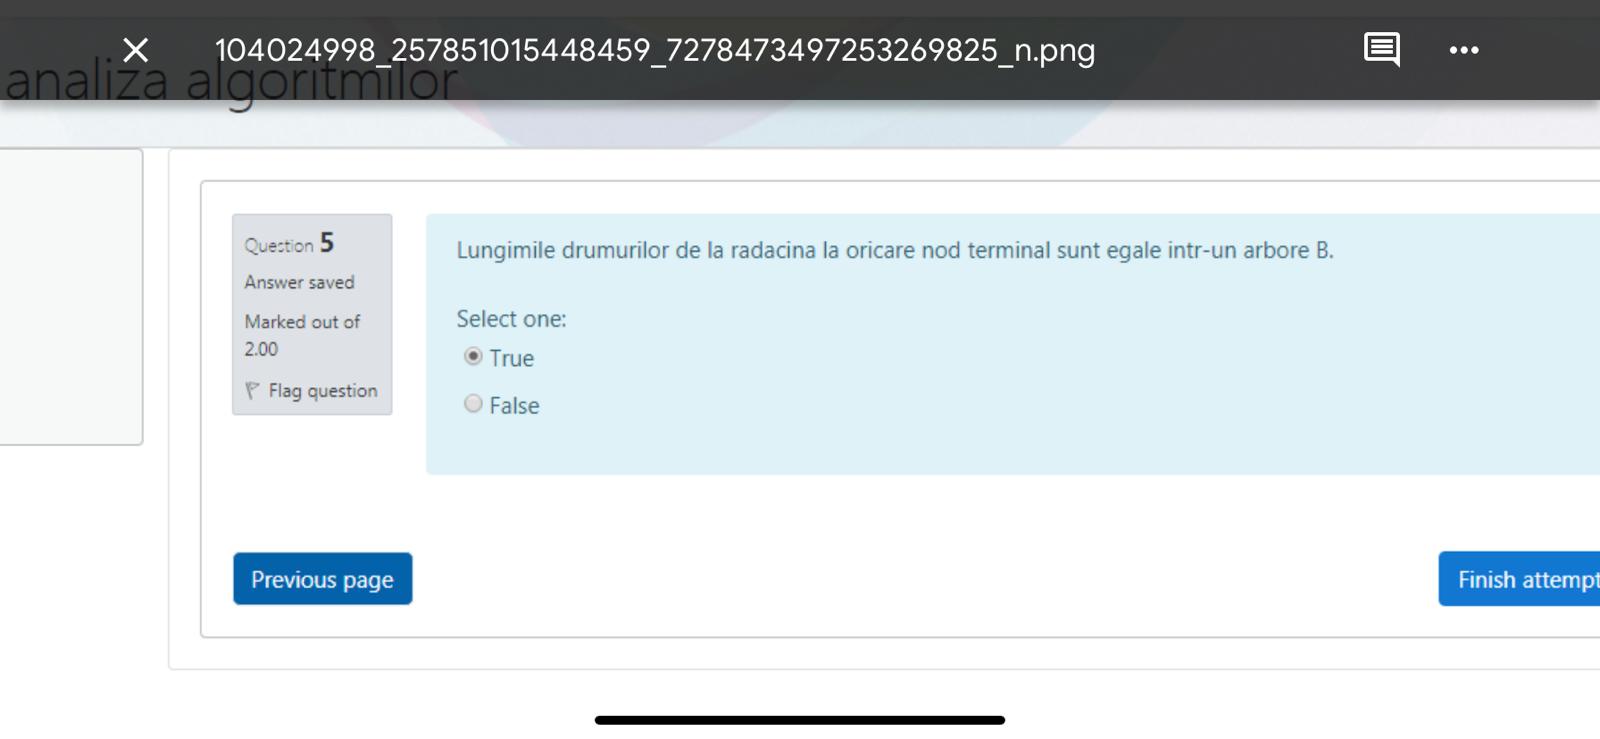 104024998_257851015448459_7278473497253269825_n.png
analiza algoritmilor
Question 5
Answer saved
Marked out of
2.00
Flag question
Lungimile drumurilor de la radacina la oricare nod terminal sunt egale intr-un arbore B.
Select one:
True
False
Previous page
Finish attempt